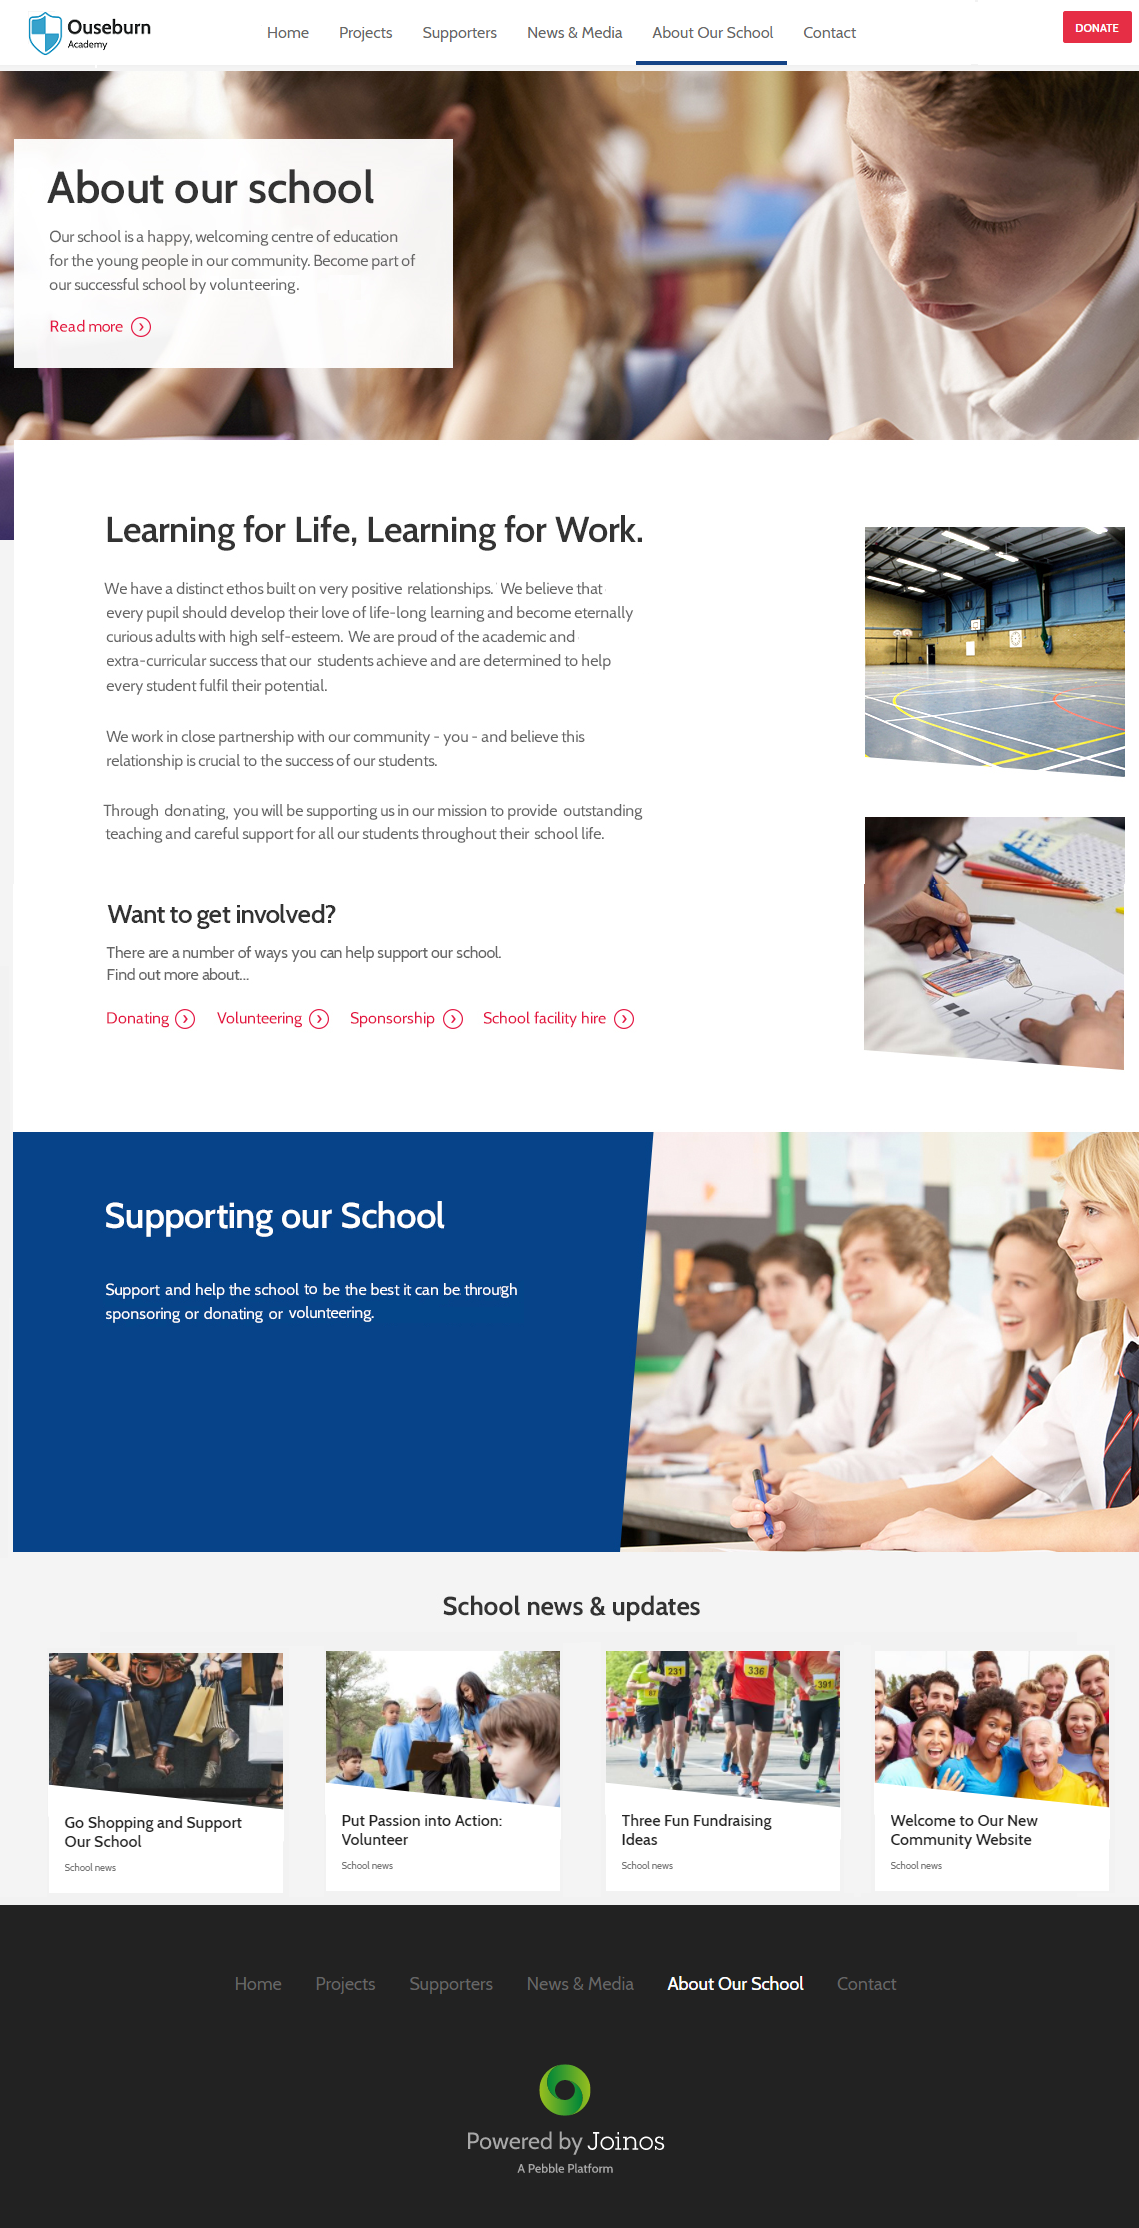 Ouseburn
Academy
Home Projects Supporters News & Media About Our School Contact
DONATE
About our school
Our school is a happy, welcoming centre of education
for the young people in our community. Become part of
our successful school by volunteering.
Read more
Learning for Life, Learning for Work.
We have a distinct ethos built on very positive relationships. We believe that
every pupil should develop their love of life-long learning and become eternally
curious adults with high self-esteem. We are proud of the academic and
extra-curricular success that our students achieve and are determined to help
every student fulfil their potential.
We work in close partnership with our community - you - and believe this
relationship is crucial to the success of our students.
Through donating, you will be supporting us in our mission to provide outstanding
teaching and careful support for all our students throughout their school life.
Want to get involved?
There are a number of ways you can help support our school.
Find out more about...
Donating Volunteering Sponsorship School facility hire
Supporting our School
Support and help the school to be the best it can be through
sponsoring or donating or volunteering.
School news & updates
231
67
336
391
Go Shopping and Support
Our School
School news
Put Passion into Action:
Volunteer
School news
Three Fun Fundraising
Ideas
School news
Welcome to Our New
Community Website
School news
Home Projects Supporters News & Media About Our School Contact
Powered by Joinos
A Pebble Platform